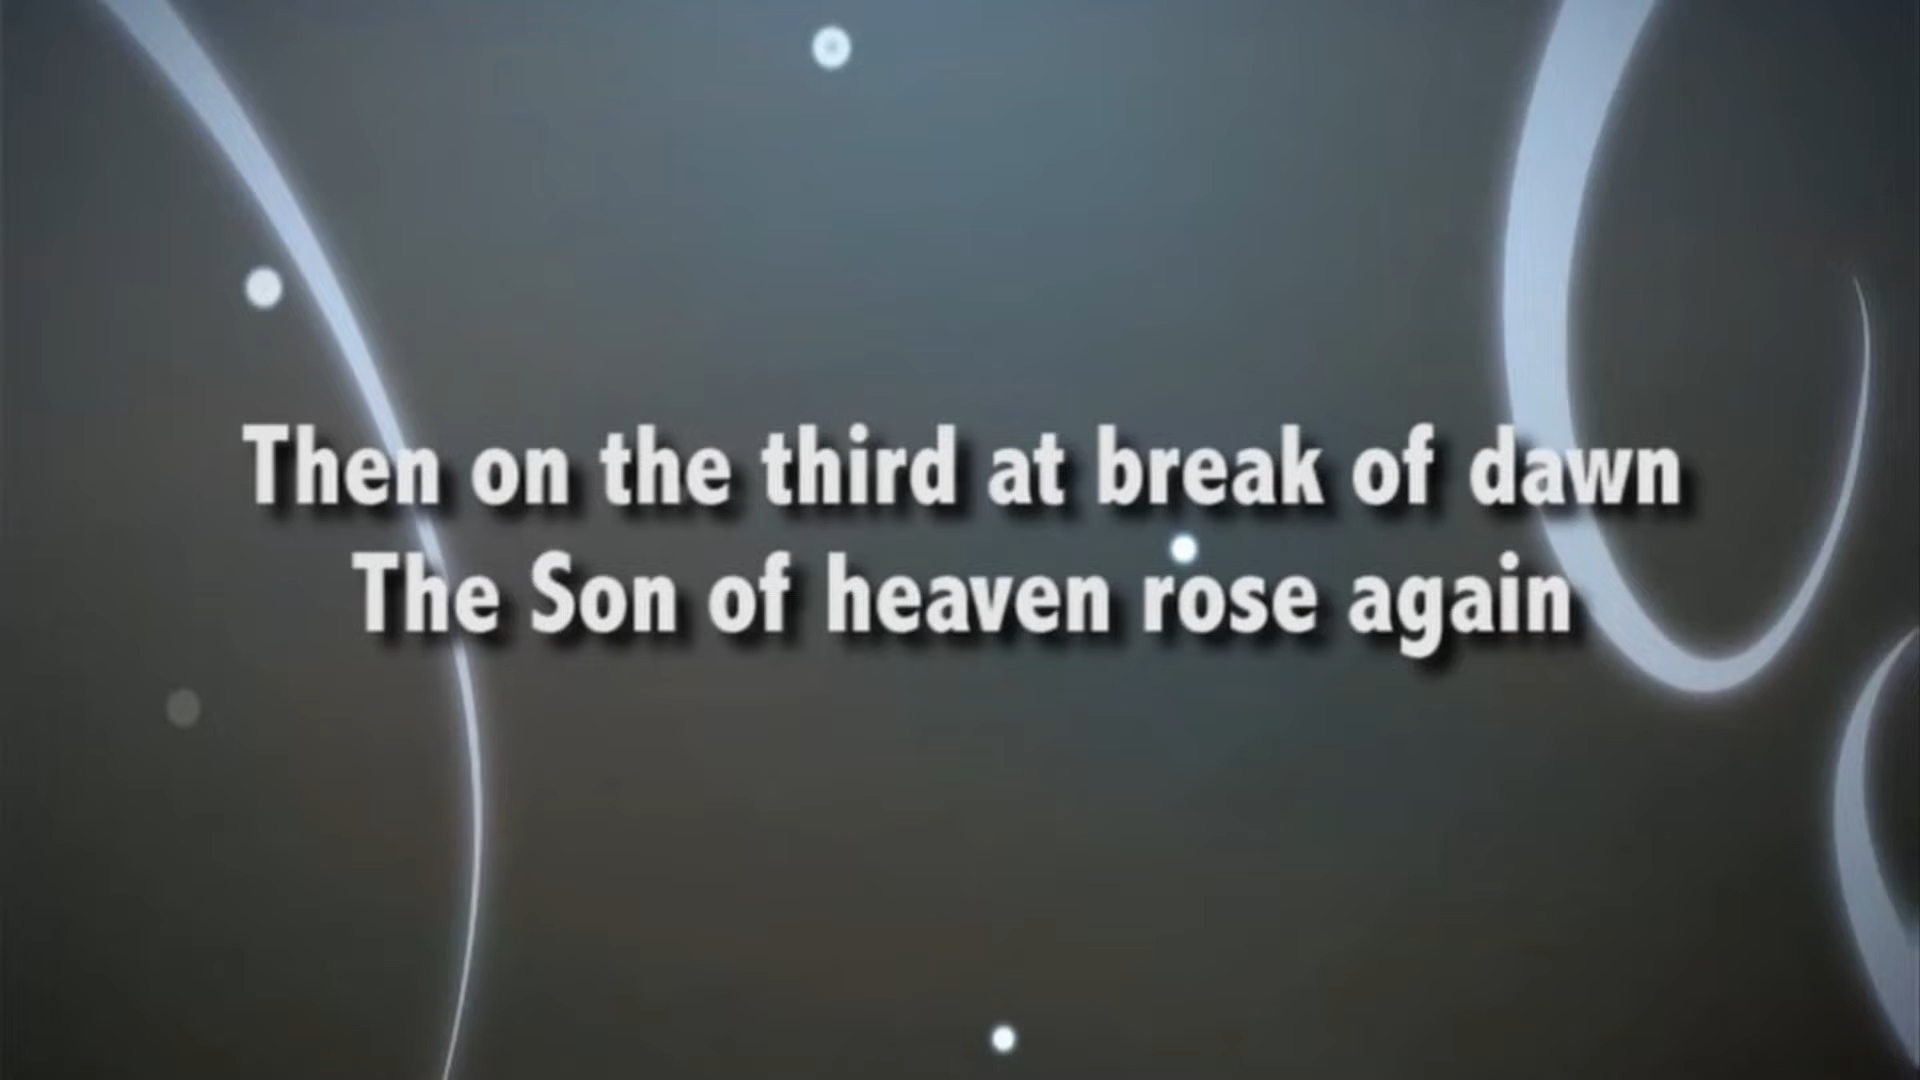 Then on the third at break of dawn
The Son of heaven rose again